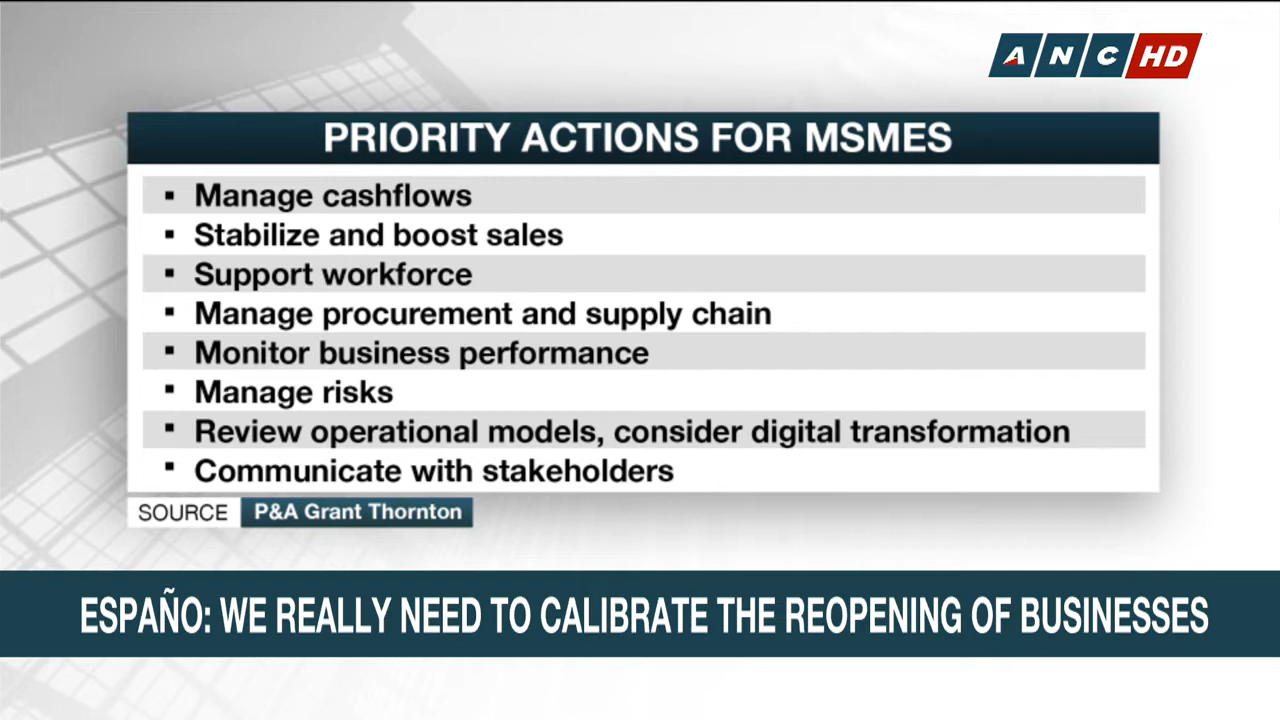 ANC HD
PRIORITY ACTIONS FOR MSMES
▪ Manage cashflows
▪ Stabilize and boost sales
▪ Support workforce
▪ Manage procurement and supply chain
▪ Monitor business performance
▪ Manage risks
▪ Review operational models, consider digital transformation
▪ Communicate with stakeholders
SOURCE P&A Grant Thornton
ESPAÑO: WE REALLY NEED TO CALIBRATE THE REOPENING OF BUSINESSES